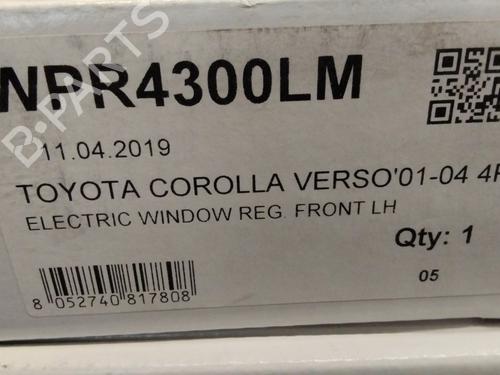 NPR4300LM
11.04.2019
TOYOTA COROLLA VERSO'01-04
ELECTRIC WINDOW REG. FRONT LH
Qty: 1
05
8 052740 817808
B-PARTS